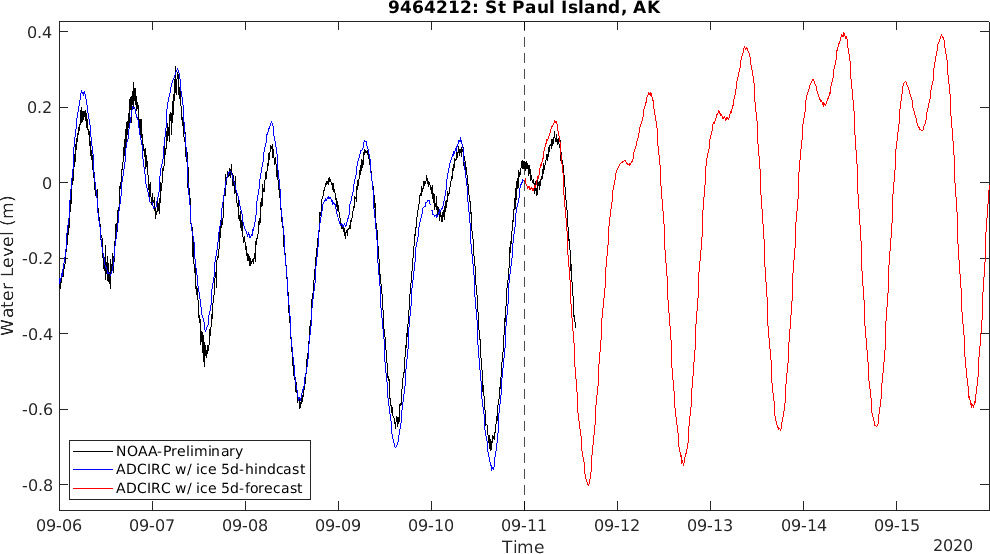 9464212: St Paul Island, AK
Water Level (m)
0.4
0.2
0
-0.2
-0.4
-0.6
-0.8
NOAA-Preliminary
ADCIRC w/ ice 5d-hindcast
ADCIRC w/ ice 5d-forecast
09-06 09-07 09-08 09-09 09-10 09-11 09-12 09-13 09-14 09-15
Time
2020